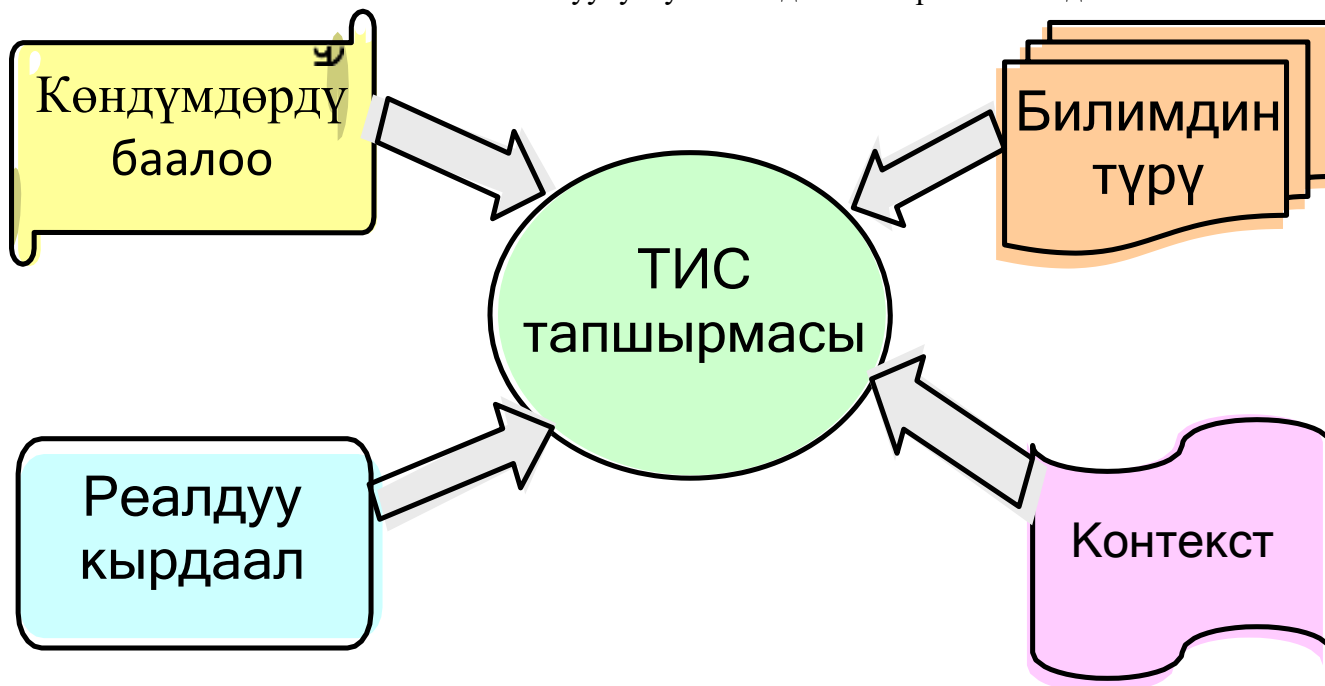 Көндүмдөрдү
баалоо
Билимдин
түрү
ТИС
тапшырмасы
Реалдуу
кырдаал
Контекст